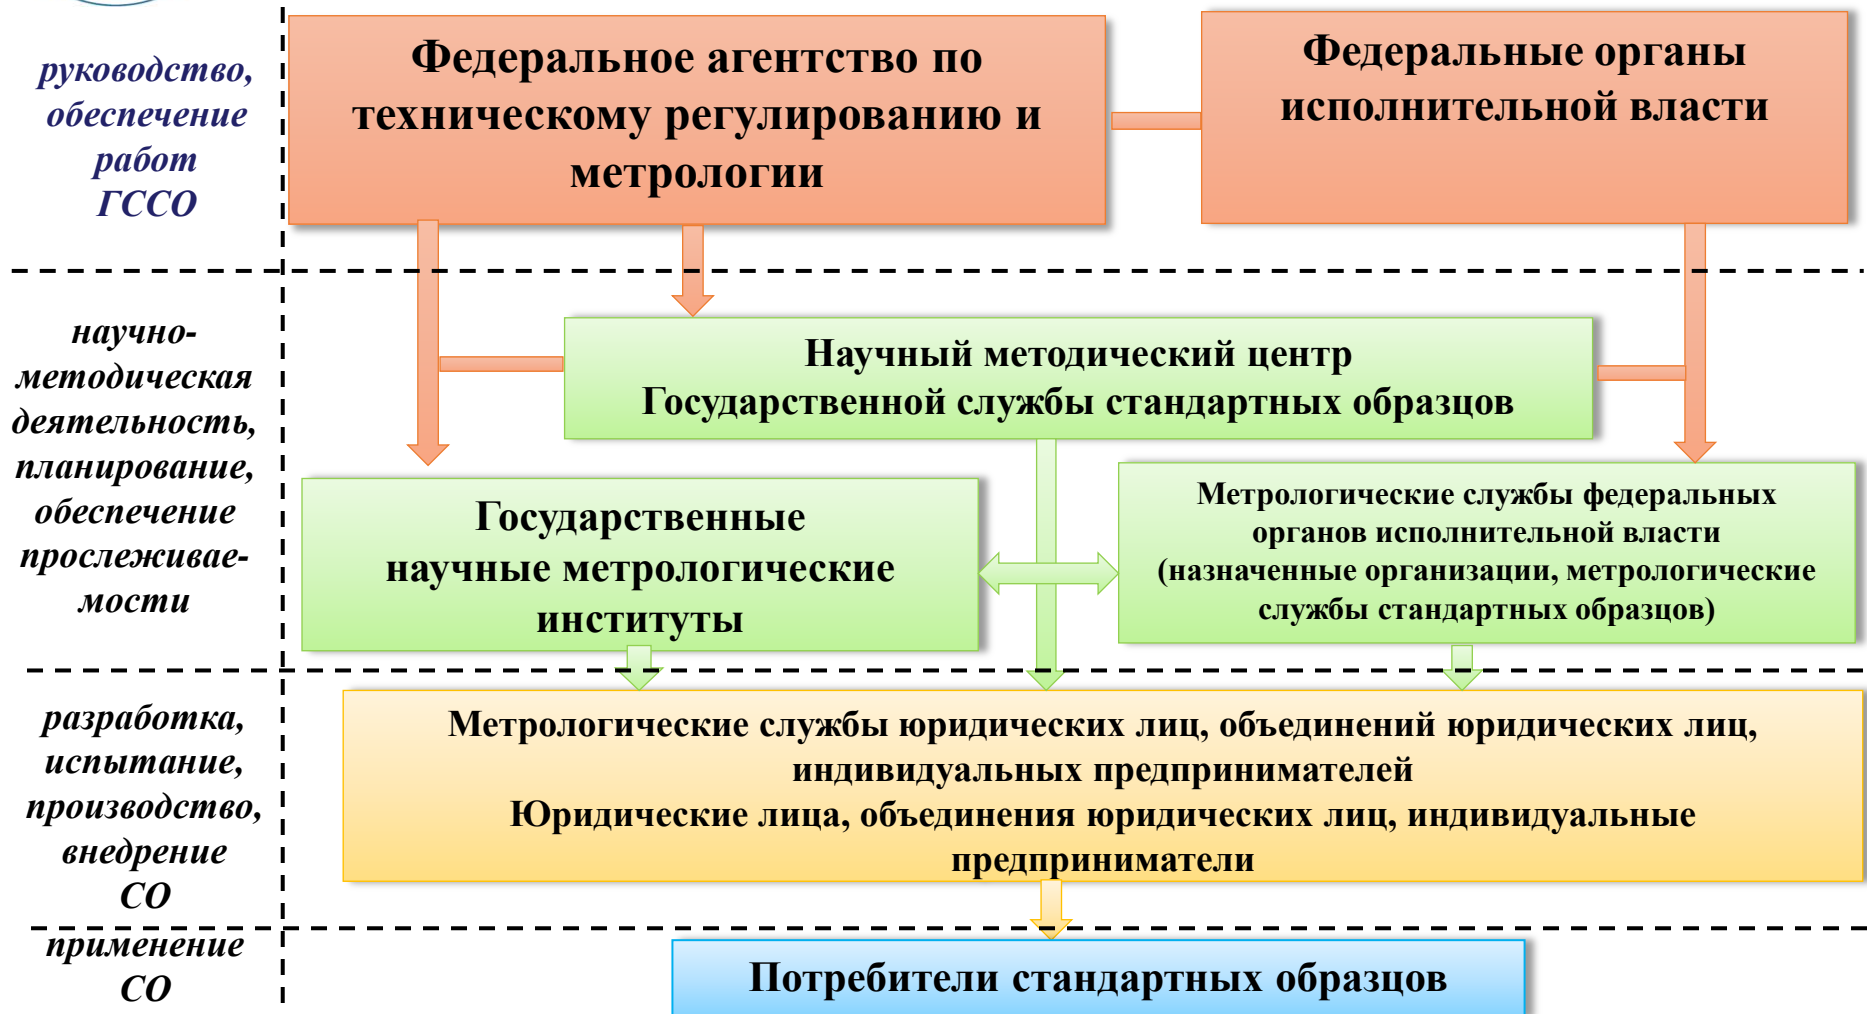 руководство,
обеспечение
работ
ГССО
Федеральное агентство по
техническому регулированию и
метрологии
Федеральные органы
исполнительной власти
научно-
методическая
деятельность,
планирование,
обеспечение
прослеживае-
мости
Научный методический центр
Государственной службы стандартных образцов
Государственные
научные метрологические
институты
Метрологические службы федеральных
органов исполнительной власти
(назначенные организации, метрологические
службы стандартных образцов)
разработка,
испытание,
производство,
внедрение
СО
Метрологические службы юридических лиц, объединений юридических лиц,
индивидуальных предпринимателей
Юридические лица, объединения юридических лиц, индивидуальные
предприниматели
применение
СО
Потребители стандартных образцов